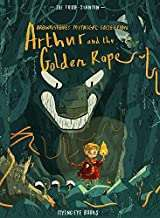 JOE TODD-STANTON
BROWNSTONE'S MYTHICAL COLLECTION
Arthur
and the
Golden Rope
FLYING EYE BOOKS